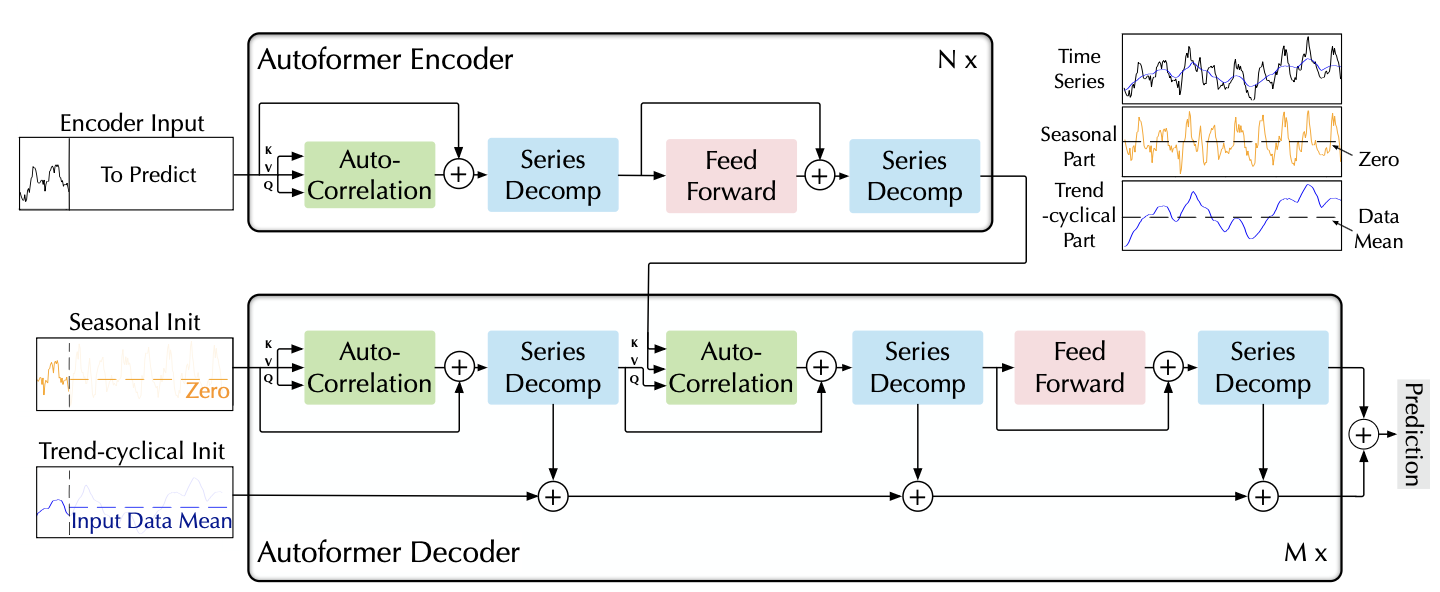 Autoformer Encoder
N x
Encoder Input
To Predict
K
V
Q
Auto-
Correlation
+
Series
Decomp
Feed
Forward
+
Series
Decomp
Time
Series
Seasonal
Part
Zero
Trend
-cyclical
Part
Data
Mean
Seasonal Init
Zero
K
V
Q
Auto-
Correlation
+
Series
Decomp
K
V
Q
Auto-
Correlation
+
Series
Decomp
Feed
Forward
+
Series
Decomp
Trend-cyclical Init
Input Data Mean
+
+
+
+
Prediction
Autoformer Decoder
M x